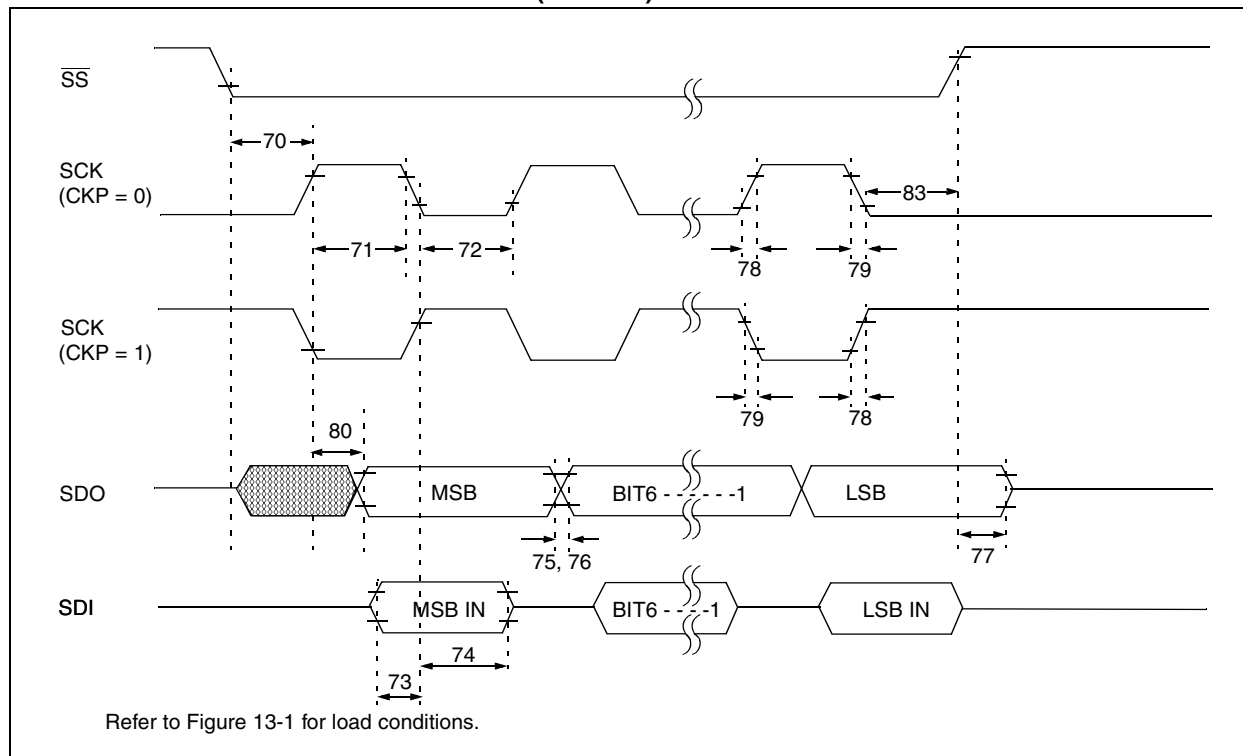 SS
70
SCK
(CKP = 0)
83
71
72
78
79
SCK
(CKP = 1)
79
78
80
SDO
MSB
BIT6 - - - - - - -1
LSB
75, 76
77
SDI
MSB IN
BIT6 - - - - -1
LSB IN
74
73
Refer to Figure 13-1 for load conditions.